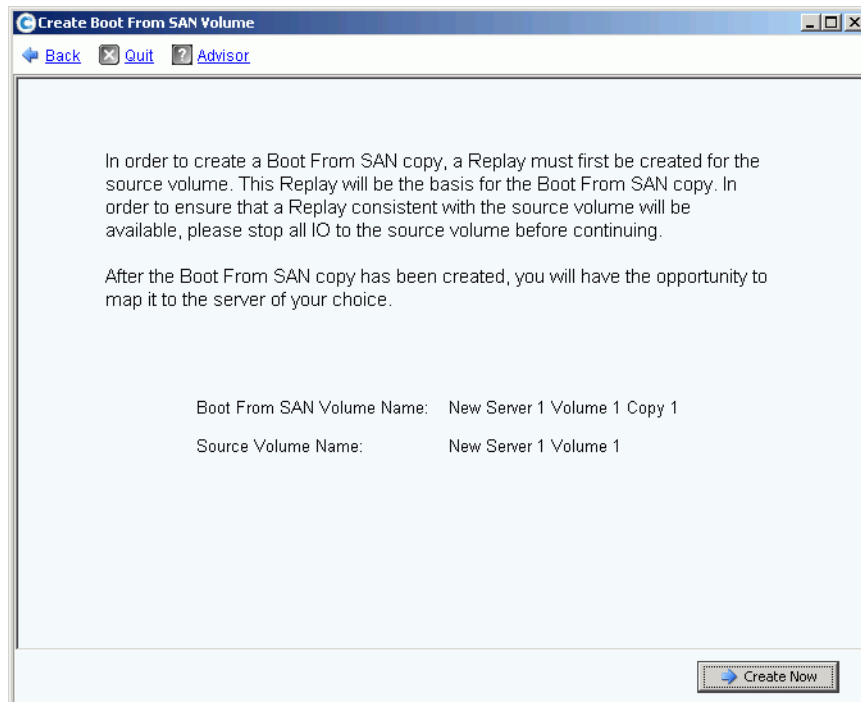 Create Boot From SAN Volume
Back Quit Advisor
In order to create a Boot From SAN copy, a Replay must first be created for the
source volume. This Replay will be the basis for the Boot From SAN copy. In
order to ensure that a Replay consistent with the source volume will be
available, please stop all IO to the source volume before continuing.
After the Boot From SAN copy has been created, you will have the opportunity to
map it to the server of your choice.
Boot From SAN Volume Name: New Server 1 Volume 1 Copy 1
Source Volume Name: New Server 1 Volume 1
Create Now